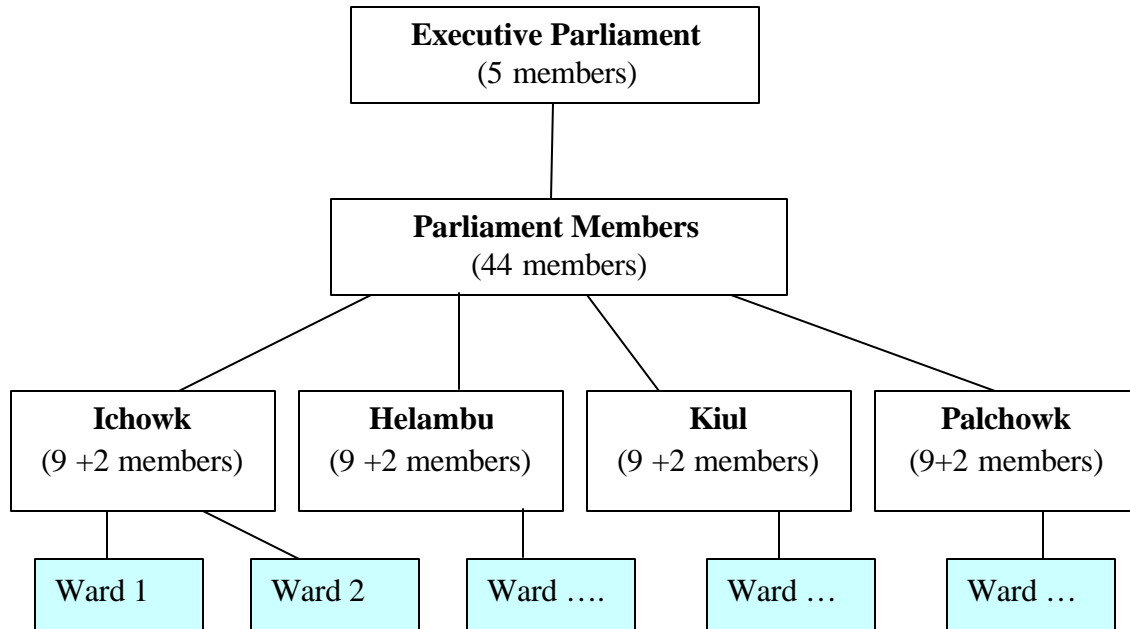 Executive Parliament
(5 members)
Parliament Members
(44 members)
Ichowk
(9 +2 members)
Helambu
(9 +2 members)
Kiul
(9 +2 members)
Palchowk
(9+2 members)
Ward 1
Ward 2
Ward ….
Ward …
Ward …